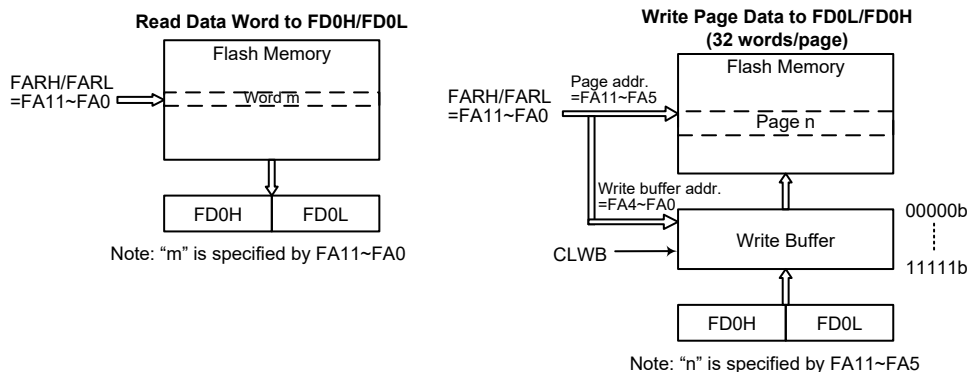 Read Data Word to FD0H/FD0L
Flash Memory
FARH/FARL
=FA11~FA0
Word m
FD0H
FD0L
Note: “m” is specified by FA11~FA0
Write Page Data to FD0L/FD0H
(32 words/page)
Flash Memory
Page addr.
=FA11~FA5
FARH/FARL
=FA11~FA0
Page n
Write buffer addr.
=FA4~FA0
Write Buffer
CLWB
00000b
11111b
FD0H
FD0L
Note: “n” is specified by FA11~FA5